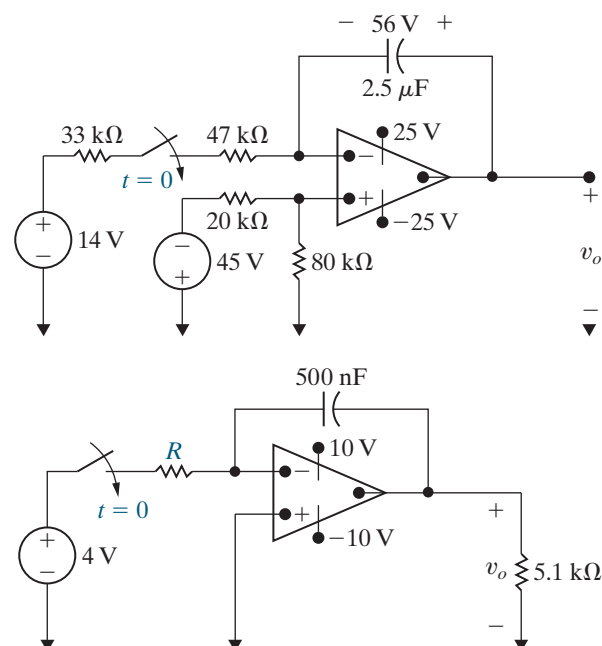 − 56 V +
2.5 μF
33 kΩ
47 kΩ
25 V
−
t = 0
+
20 kΩ
−25 V
+
−
14 V
−
+
45 V
80 kΩ
+
v_o
−
500 nF
R
10 V
−
t = 0
+
−10 V
+
−
4 V
+
v_o
5.1 kΩ
−